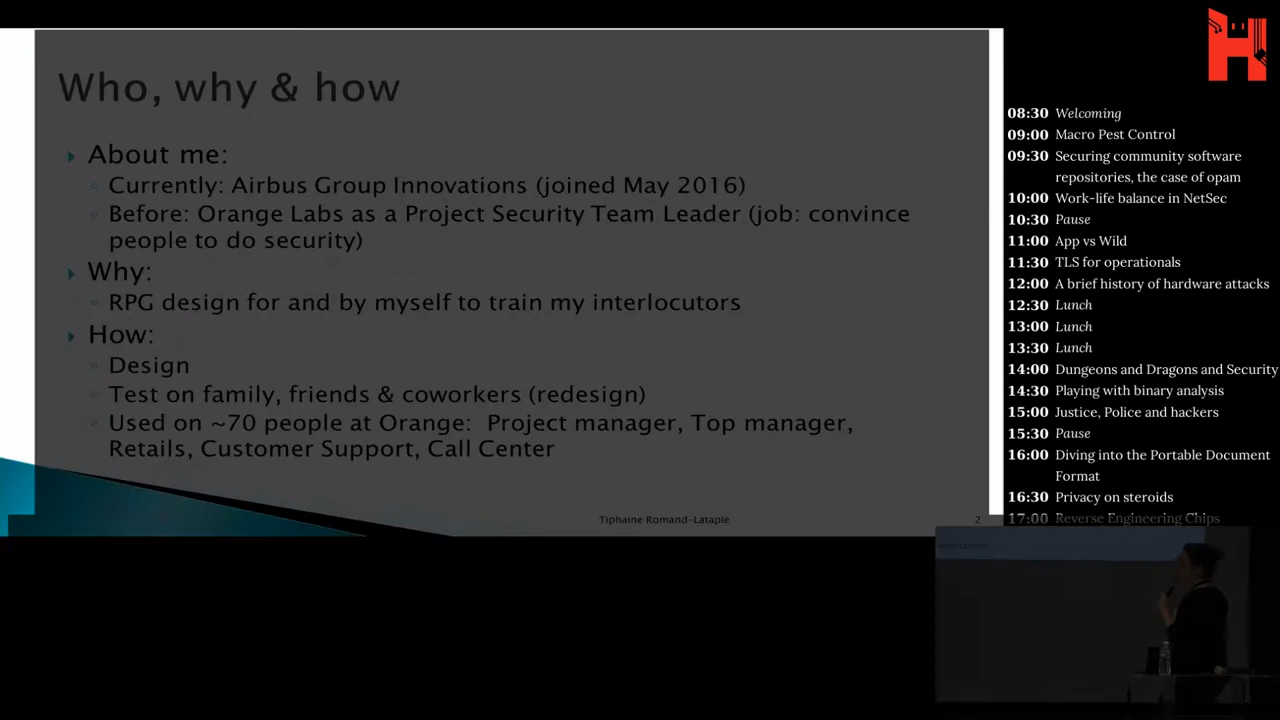 Who, why & how
About me:
Currently: Airbus Group Innovations (joined May 2016)
Before: Orange Labs as a Project Security Team Leader (job: convince
people to do security)
Why:
RPG design for and by myself to train my interlocutors
How:
Design
Test on family, friends & coworkers (redesign)
Used on ~70 people at Orange: Project manager, Top manager,
Retails, Customer Support, Call Center
Tiphaine Romand-Latapie
2
H
08:30 Welcoming
09:00 Macro Pest Control
09:30 Securing community software
repositories, the case of opam
10:00 Work-life balance in NetSec
10:30 Pause
11:00 App vs Wild
11:30 TLS for operationals
12:00 A brief history of hardware attacks
12:30 Lunch
13:00 Lunch
13:30 Lunch
14:00 Dungeons and Dragons and Security
14:30 Playing with binary analysis
15:00 Justice, Police and hackers
15:30 Pause
16:00 Diving into the Portable Document
Format
16:30 Privacy on steroids
17:00 Reverse Engineering Chips